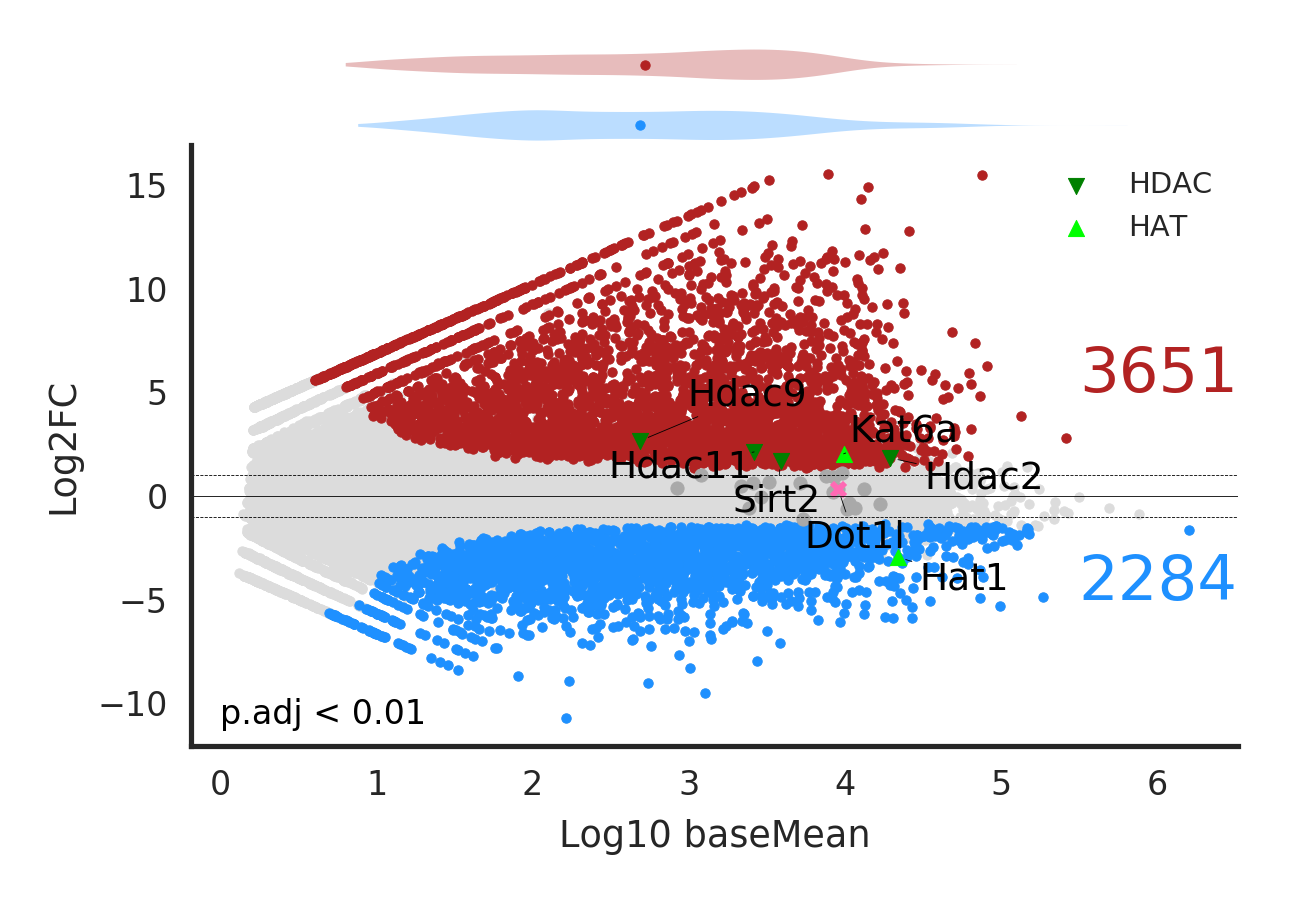 15
10
5
0
−5
−10
Log2FC
HDAC
HAT
3651
Hdac9
Kat6a
Hdac11
Hdac2
Sirt2
Dot1l
Hat1
2284
p.adj < 0.01
0 1 2 3 4 5 6
Log10 baseMean